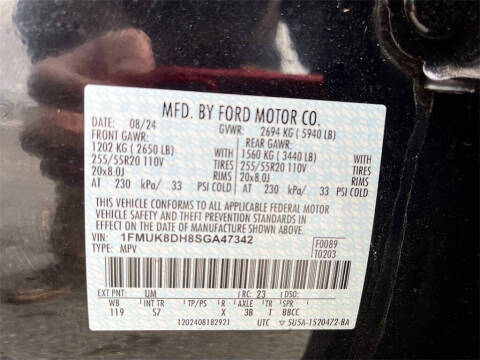 MFD. BY FORD MOTOR CO.
DATE: 08/24 GVWR: 2694 KG ( 5940 LB)
FRONT GAWR: REAR GAWR:
1202 KG ( 2650 LB) 1560 KG ( 3440 LB)
255/55R20 110V TIRES 255/55R20 110V TIRES
20x8.0J RIMS 20x8.0J RIMS
AT 230 kPa/ 33 PSI COLD AT 230 kPa/ 33 PSI COLD
THIS VEHICLE CONFORMS TO ALL APPLICABLE FEDERAL MOTOR
VEHICLE SAFETY AND THEFT PREVENTION STANDARDS IN
EFFECT ON THE DATE OF MANUFACTURE SHOWN ABOVE.
VIN: 1FMUK8DH8SGA47342 F0089
TYPE: MPV T0203
EXT PNT: UM RC: 23 DSO:
WB INT TR TP/PS R AXLE TR SPR
119 S7 X 38 T BBCC
1202408182921 UTC 5U5A-1520472-BA